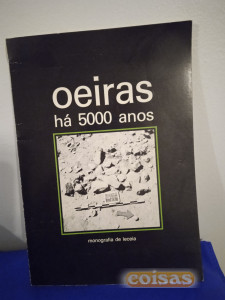 oeiras
há 5000 anos
monografia de leceia
coisas